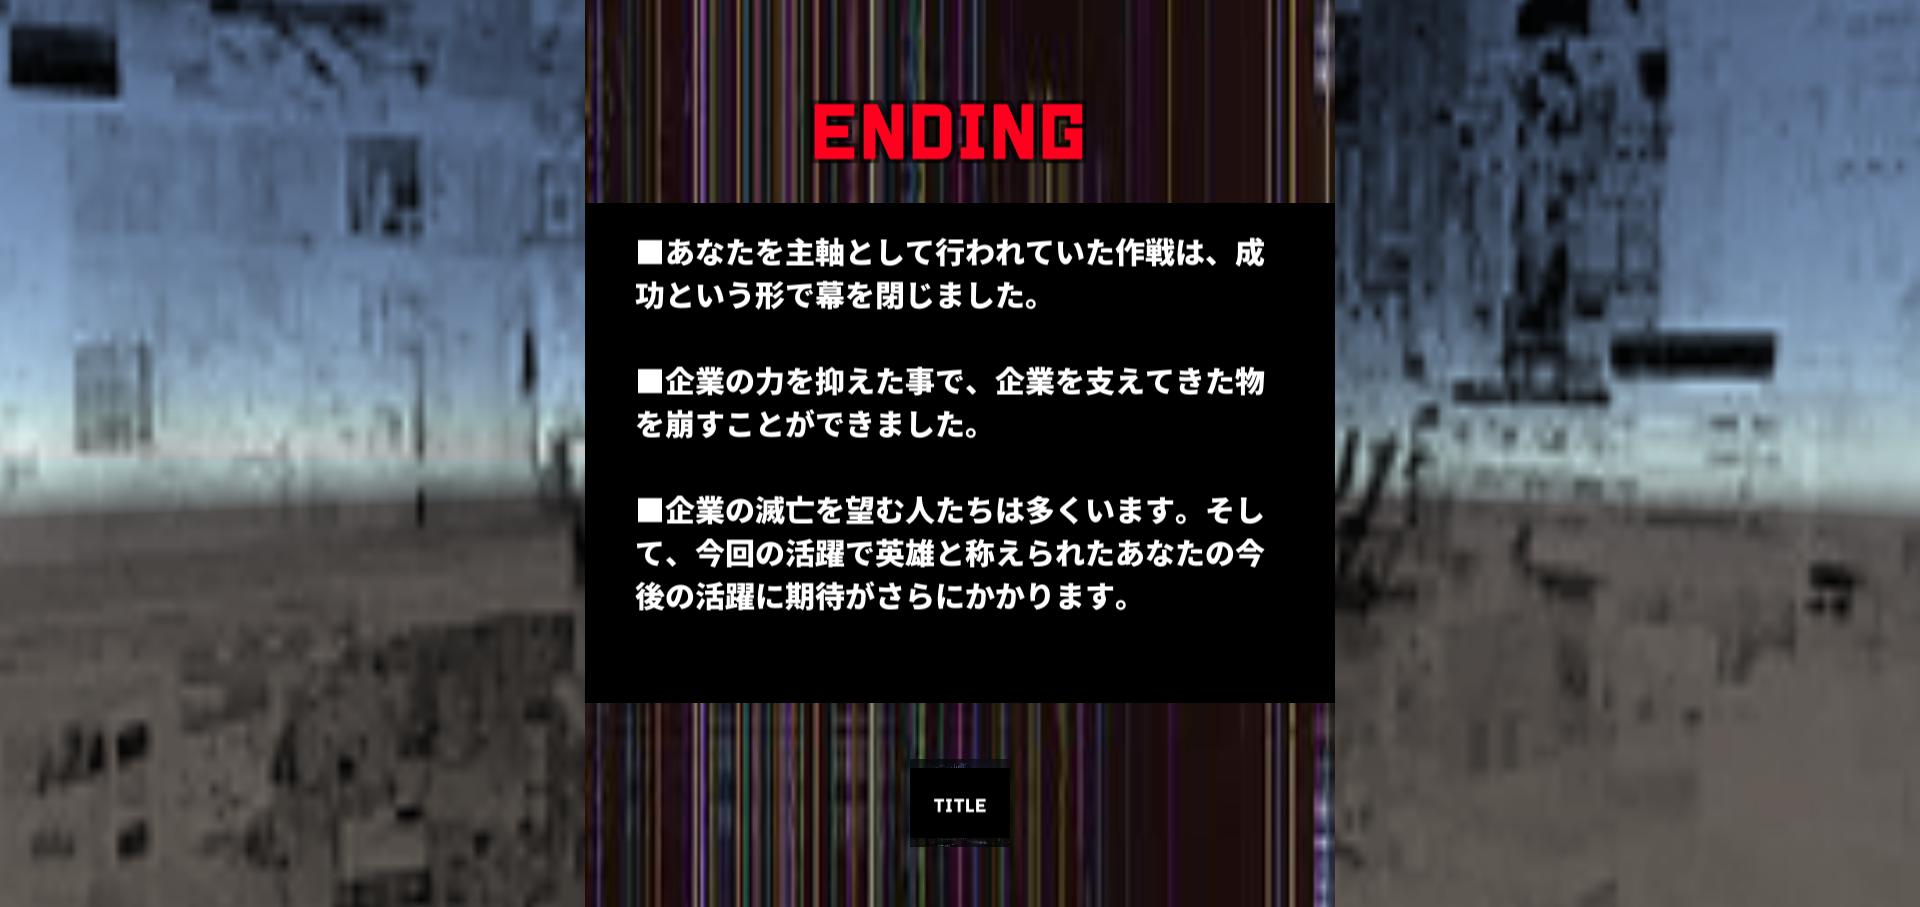 ENDING
■あなたを主軸として行われていた作戦は、成
功という形で幕を閉じました。
■企業の力を抑えた事で、企業を支えてきた物
を崩すことができました。
■企業の滅亡を望む人たちは多くいます。そし
て、今回の活躍で英雄と称えられたあなたの今
後の活躍に期待がさらにかかります。
TITLE